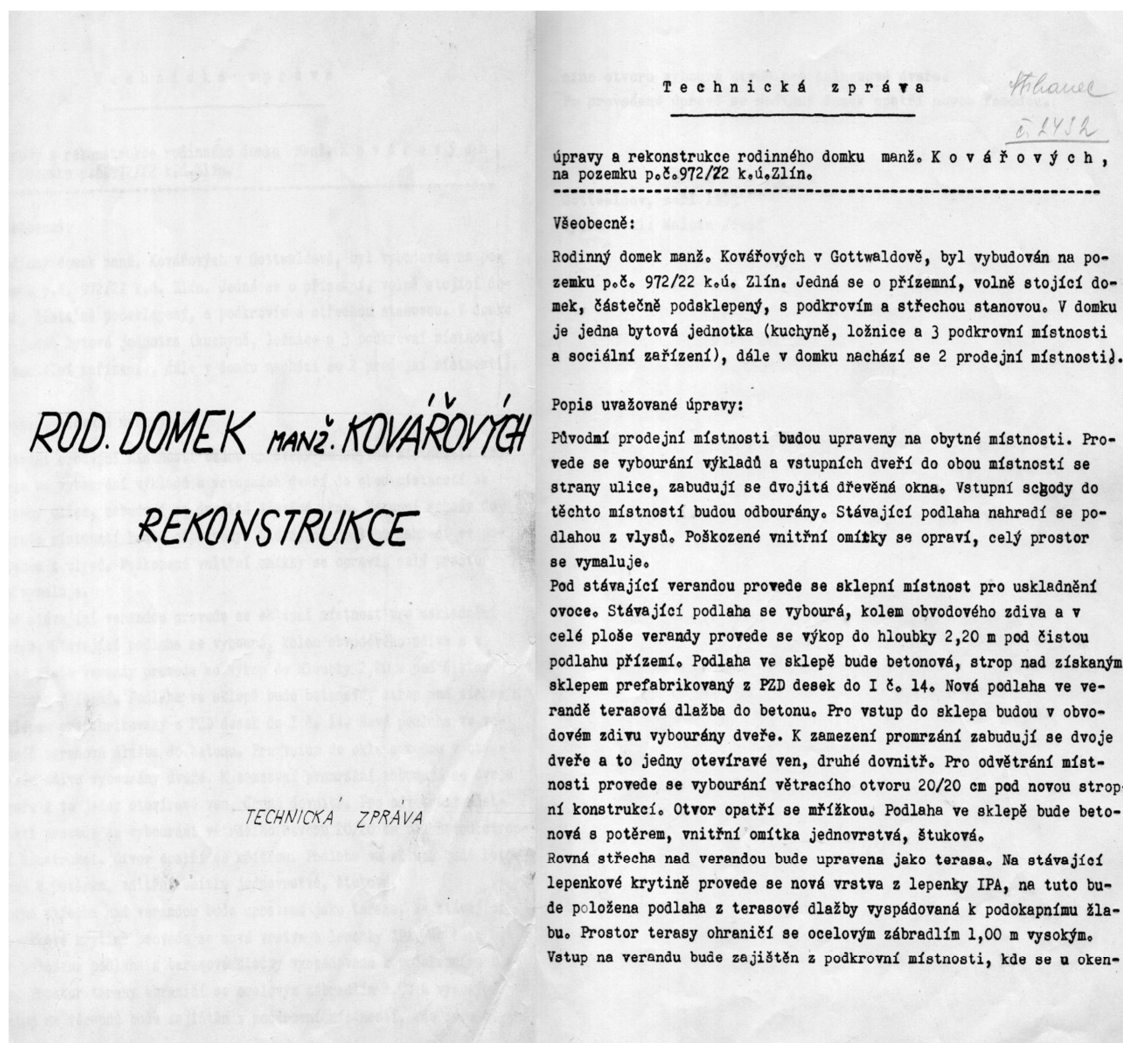 ROD. DOMEK MANŽ. KOVÁŘOVÝCH
REKONSTRUKCE
TECHNICKÁ ZPRÁVA
Technická zpráva
č. 2432
úpravy a rekonstrukce rodinného domku manž. Kovářových,
na pozemku p.č.972/22 k.ú.Zlín.
Všeobecně:
Rodinný domek manž. Kovářových v Gottwaldově, byl vybudován na po-
zemku p.č. 972/22 k.ú. Zlín. Jedná se o přízemní, volně stojící do-
mek, částečně podsklepený, s podkrovím a střechou stanovou. V domku
je jedna bytová jednotka (kuchyně, ložnice a 3 podkrovní místnosti
a sociální zařízení), dále v domku nachází se 2 prodejní místnosti).
Popis uvažované úpravy:
Původní prodejní místnosti budou upraveny na obytné místnosti. Pro-
vede se vybourání výkladů a vstupních dveří do obou místností se
strany ulice, zabudují se dvojitá dřevěná okna. Vstupní schody do
těchto místností budou odbourány. Stávající podlaha nahradí se po-
dlahou z vlysů. Poškozené vnitřní omítky se opraví, celý prostor
se vymaluje.
Pod stávající verandou provede se sklepní místnost pro uskladnění
ovoce. Stávající podlaha se vybourá, kolem obvodového zdiva a v
celé ploše verandy provede se výkop do hloubky 2,20 m pod čistou
podlahu přízemí. Podlaha ve sklepě bude betonová, strop nad získaným
sklepem prefabrikovaný z PZD desek do I č. 14. Nová podlaha ve ve-
randě terasová dlažba do betonu. Pro vstup do sklepa budou v obvo-
dovém zdivu vybourány dveře. K zamezení promrzání zabudují se dvoje
dveře a to jedny otevíravé ven, druhé dovnitř. Pro odvětrání míst-
nosti provede se vybourání větracího otvoru 20/20 cm pod novou strop-
ní konstrukcí. Otvor opatří se mřížkou. Podlaha ve sklepě bude beto-
nová s potěrem, vnitřní omítka jednovrstvá, štuková.
Rovná střecha nad verandou bude upravena jako terasa. Na stávající
lepenkové krytině provede se nová vrstva z lepenky IPA, na tuto bu-
de položena podlaha z terasové dlažby vyspádovaná k podokapnímu žla-
bu. Prostor terasy ohraničí se ocelovým zábradlím 1,00 m vysokým.
Vstup na verandu bude zajištěn z podkrovní místnosti, kde se u oken-